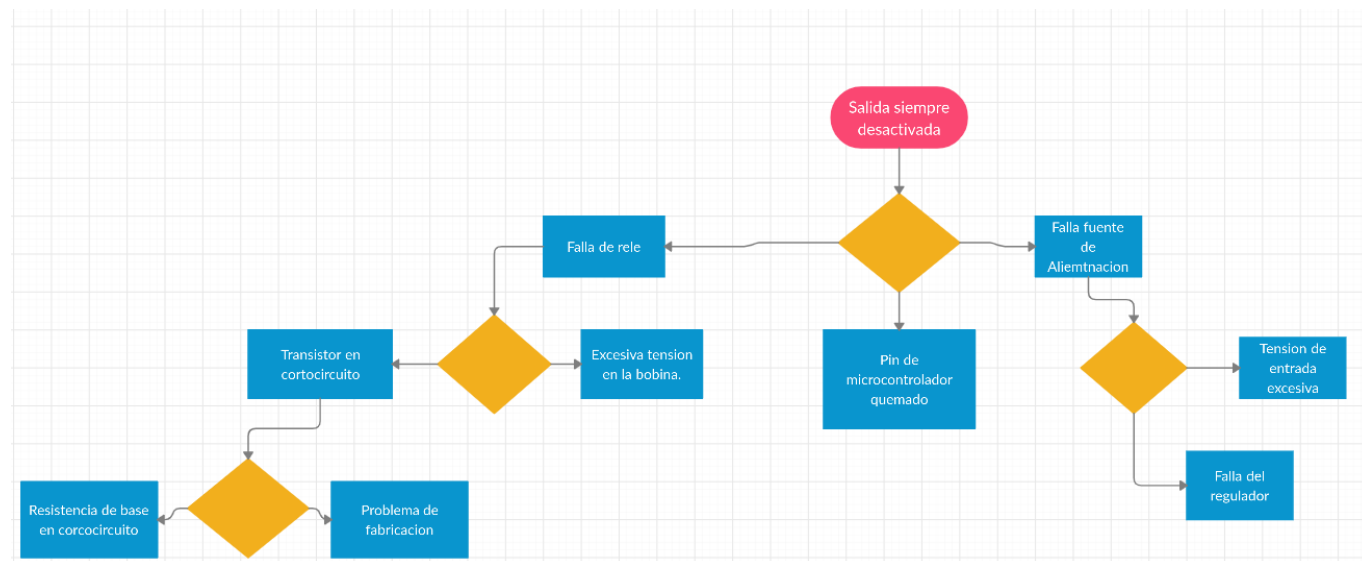 Salida siempre
desactivada
Falla de rele
Falla fuente
de
Aliemtnacion
Transistor en
cortocircuito
Excesiva tension
en la bobina.
Pin de
microcontrolador
quemado
Tension de
entrada
excesiva
Resistencia de base
en corcocircuito
Problema de
fabricacion
Falla del
regulador